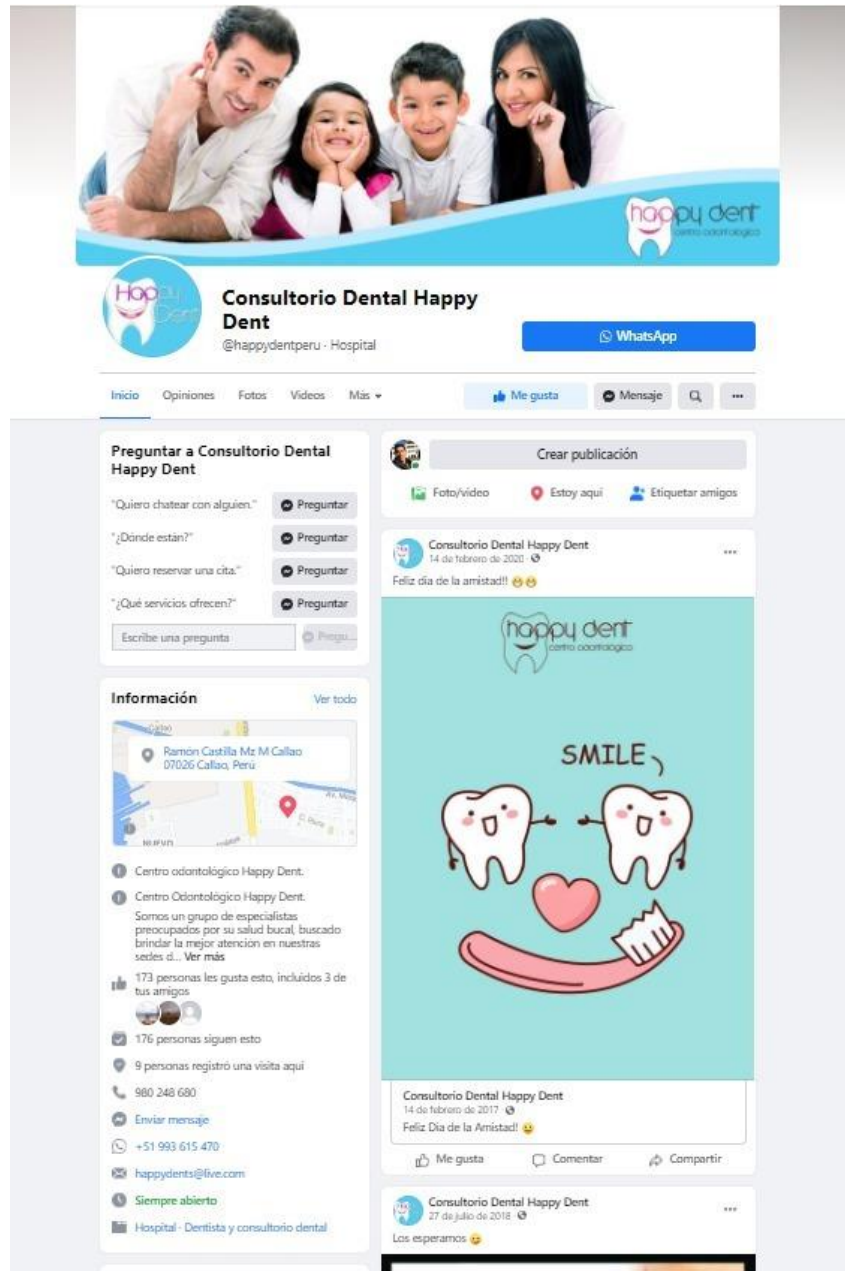 happy dent
centro odontológico
Happy
Dent
Consultorio Dental Happy
Dent
@happydentperu · Hospital
WhatsApp
Inicio
Opiniones
Fotos
Videos
Más
Me gusta
Mensaje
Preguntar a Consultorio Dental
Happy Dent
"Quiero chatear con alguien."
Preguntar
"¿Dónde están?"
Preguntar
"Quiero reservar una cita."
Preguntar
"¿Qué servicios ofrecen?"
Preguntar
Escribe una pregunta
Pregu...
Información
Ver todo
Callao
Ramón Castilla Mz M Callao
07026 Callao, Perú
NUEVO
Centro odontológico Happy Dent.
Centro Odontológico Happy Dent.
Somos un grupo de especialistas
preocupados por su salud bucal, buscado
brindar la mejor atención en nuestras
sedes d... Ver más
173 personas les gusta esto, incluidos 3 de
tus amigos
176 personas siguen esto
9 personas registró una visita aquí
980 248 680
Enviar mensaje
+51 993 615 470
happydents@live.com
Siempre abierto
Hospital · Dentista y consultorio dental
Crear publicación
Foto/video
Estoy aquí
Etiquetar amigos
Consultorio Dental Happy Dent
14 de febrero de 2020
Feliz día de la amistad!! 😁😁
happy dent
centro odontológico
SMILE
Consultorio Dental Happy Dent
14 de febrero de 2017
Feliz Dia de la Amistad! 😃
Me gusta
Comentar
Compartir
Consultorio Dental Happy Dent
27 de julio de 2018
Los esperamos 😄